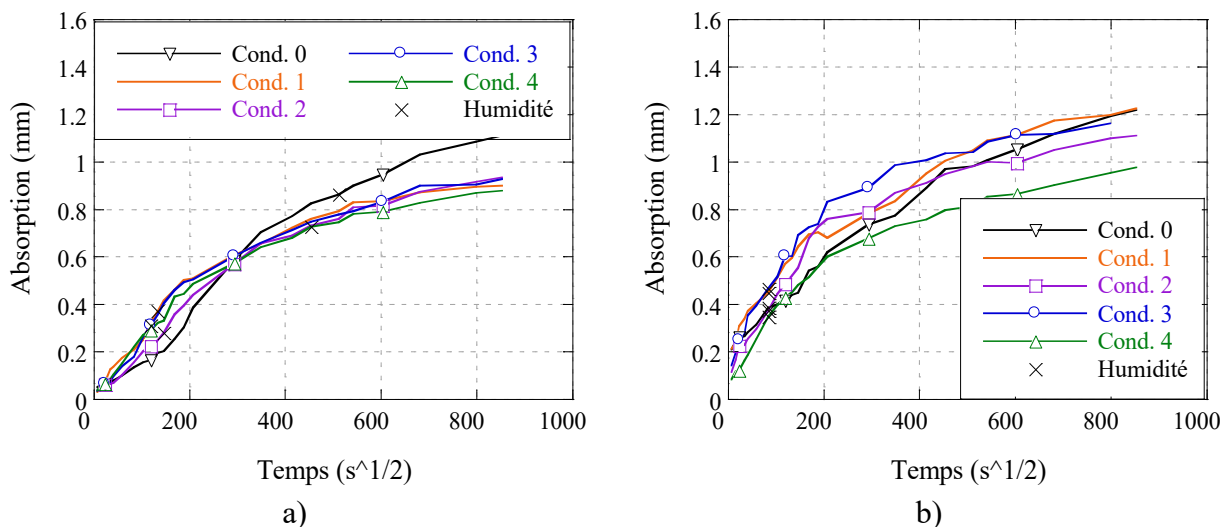 1.6
1.4
1.2
1
0.8
0.6
0.4
0.2
0
Absorption (mm)
Cond. 0
Cond. 1
Cond. 2
Cond. 3
Cond. 4
Humidité
0 200 400 600 800 1000
Temps (s^1/2)
a)
1.6
1.4
1.2
1
0.8
0.6
0.4
0.2
0
Absorption (mm)
Cond. 0
Cond. 1
Cond. 2
Cond. 3
Cond. 4
Humidité
0 200 400 600 800 1000
Temps (s^1/2)
b)